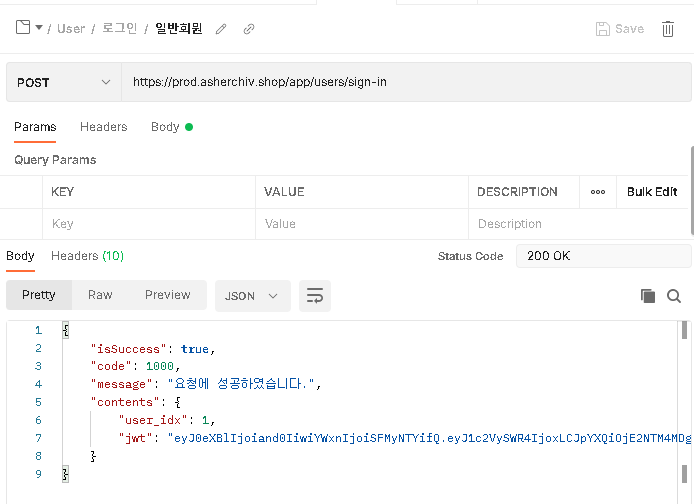 / User / 로그인 / 일반회원 Save
POST https://prod.asherchiv.shop/app/users/sign-in
Params Headers Body
Query Params
KEY VALUE DESCRIPTION ooo Bulk Edit
Key Value Description
Body Headers (10) Status Code 200 OK
Pretty Raw Preview JSON
1 {
2 "isSuccess": true,
3 "code": 1000,
4 "message": "요청에 성공하였습니다.",
5 "contents": {
6 "user_idx": 1,
7 "jwt": "eyJ0eXBlIjoiand0IiwiYWxnIjoiSFMyNTYifQ.eyJ1c2VySWR4IjoxLCJpYXQiOjE2NTM4MDg
8 }
9 }